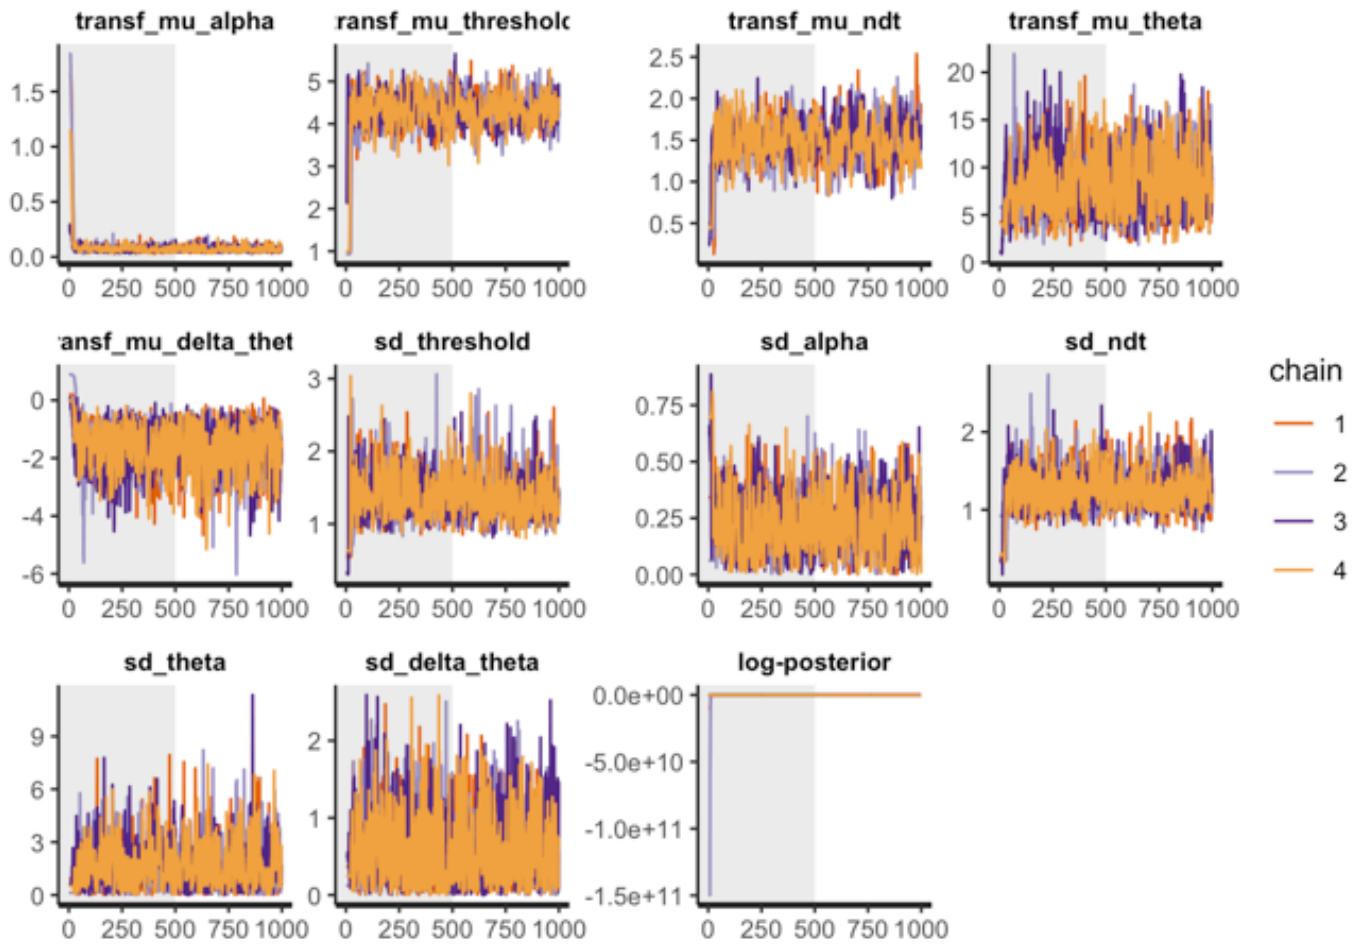 transf_mu_alpha
transf_mu_threshold
transf_mu_ndt
transf_mu_theta
1.5
1.0
0.5
0.0
5
4
3
2
1
2.5
2.0
1.5
1.0
0.5
20
15
10
5
0
0 250 500 750 1000
0 250 500 750 1000
0 250 500 750 1000
0 250 500 750 1000
ansf_mu_delta_thet
sd_threshold
sd_alpha
sd_ndt
0
-2
-4
-6
3
2
1
0.75
0.50
0.25
0.00
2
1
0 250 500 750 1000
0 250 500 750 1000
0 250 500 750 1000
0 250 500 750 1000
chain
1
2
3
4
sd_theta
sd_delta_theta
log-posterior
9
6
3
0
2
1
0
0.0e+00
-5.0e+10
-1.0e+11
-1.5e+11
0 250 500 750 1000
0 250 500 750 1000
0 250 500 750 1000